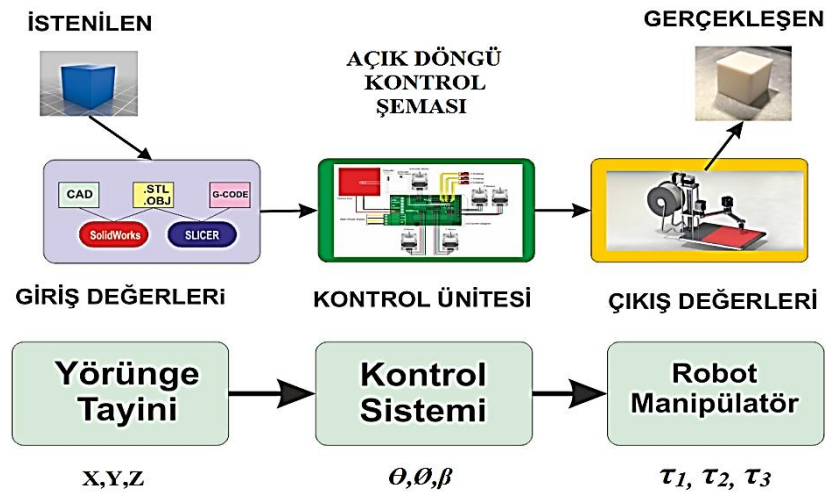 İSTENİLEN
GERÇEKLEŞEN
AÇIK DÖNGÜ
KONTROL
ŞEMASI
CAD
.STL
.OBJ
G-CODE
SolidWorks
SLICER
GİRİŞ DEĞERLERi
KONTROL ÜNİTESİ
ÇIKIŞ DEĞERLERİ
Yörünge
Tayini
Kontrol
Sistemi
Robot
Manipülatör
X,Y,Z
Θ,Ø,β
τ1, τ2, τ3